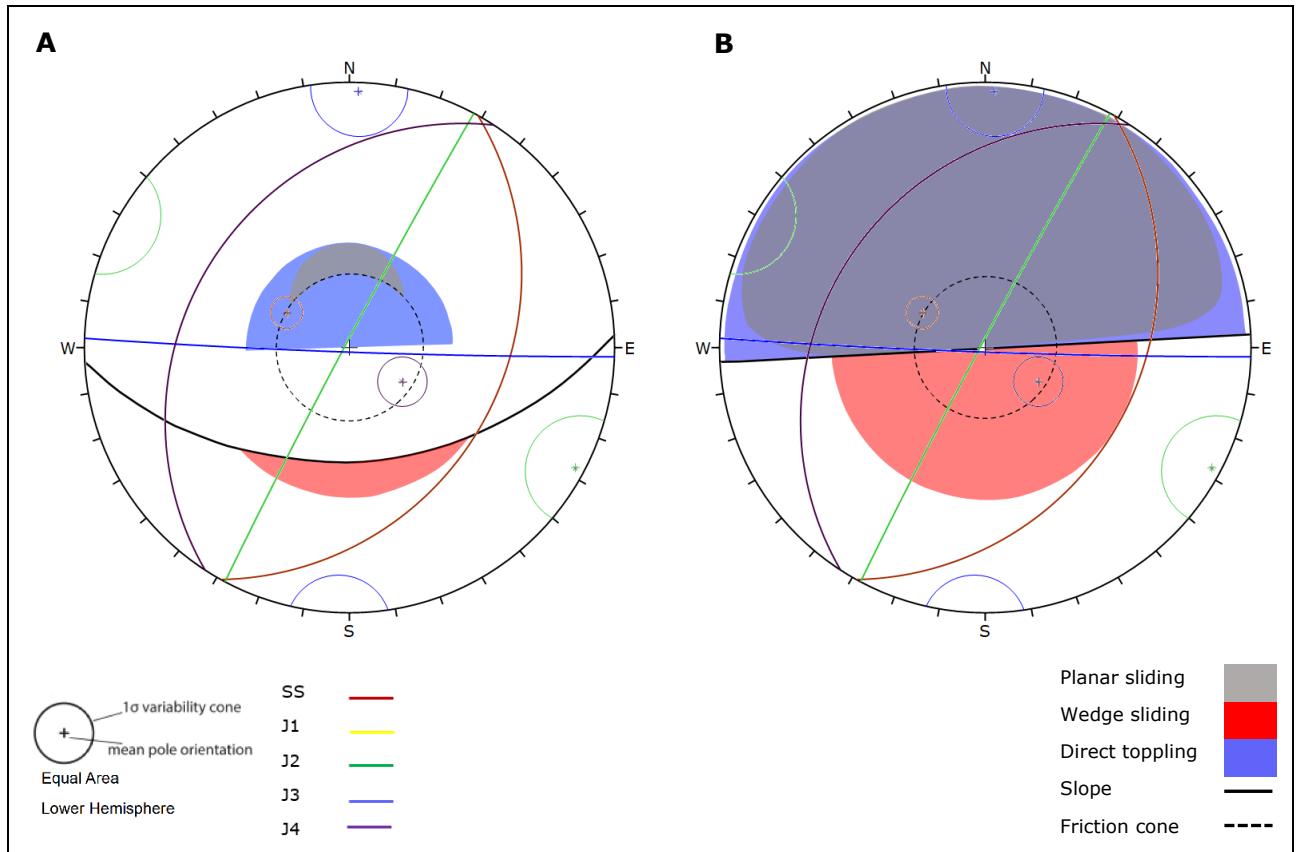 A
B
N
N
W
E
W
E
S
S
1σ variability cone
mean pole orientation
Equal Area
Lower Hemisphere
SS
J1
J2
J3
J4
Planar sliding
Wedge sliding
Direct toppling
Slope
Friction cone